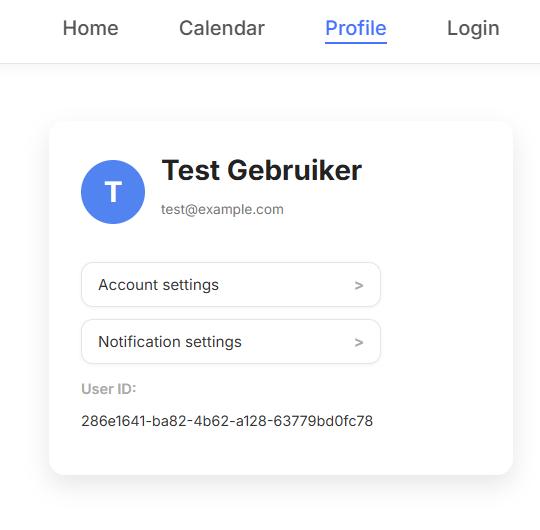 Home Calendar Profile Login
T
Test Gebruiker
test@example.com
Account settings >
Notification settings >
User ID:
286e1641-ba82-4b62-a128-63779bd0fc78